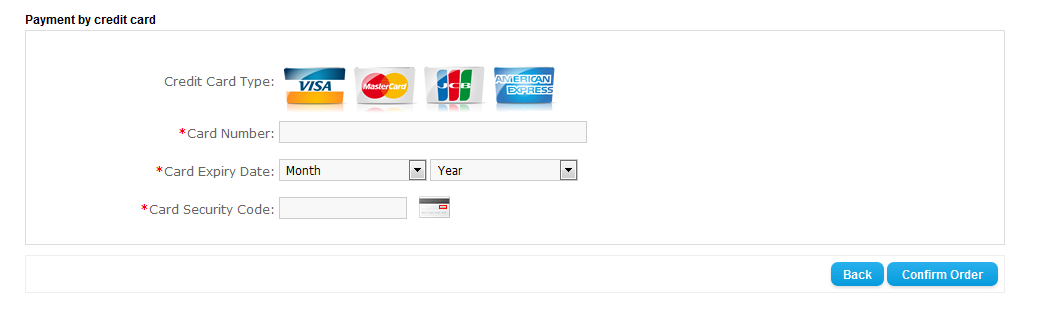 Payment by credit card
Credit Card Type: VISA MasterCard JCB AMERICAN EXPRESS
*Card Number:
*Card Expiry Date: Month Year
*Card Security Code:
Back Confirm Order